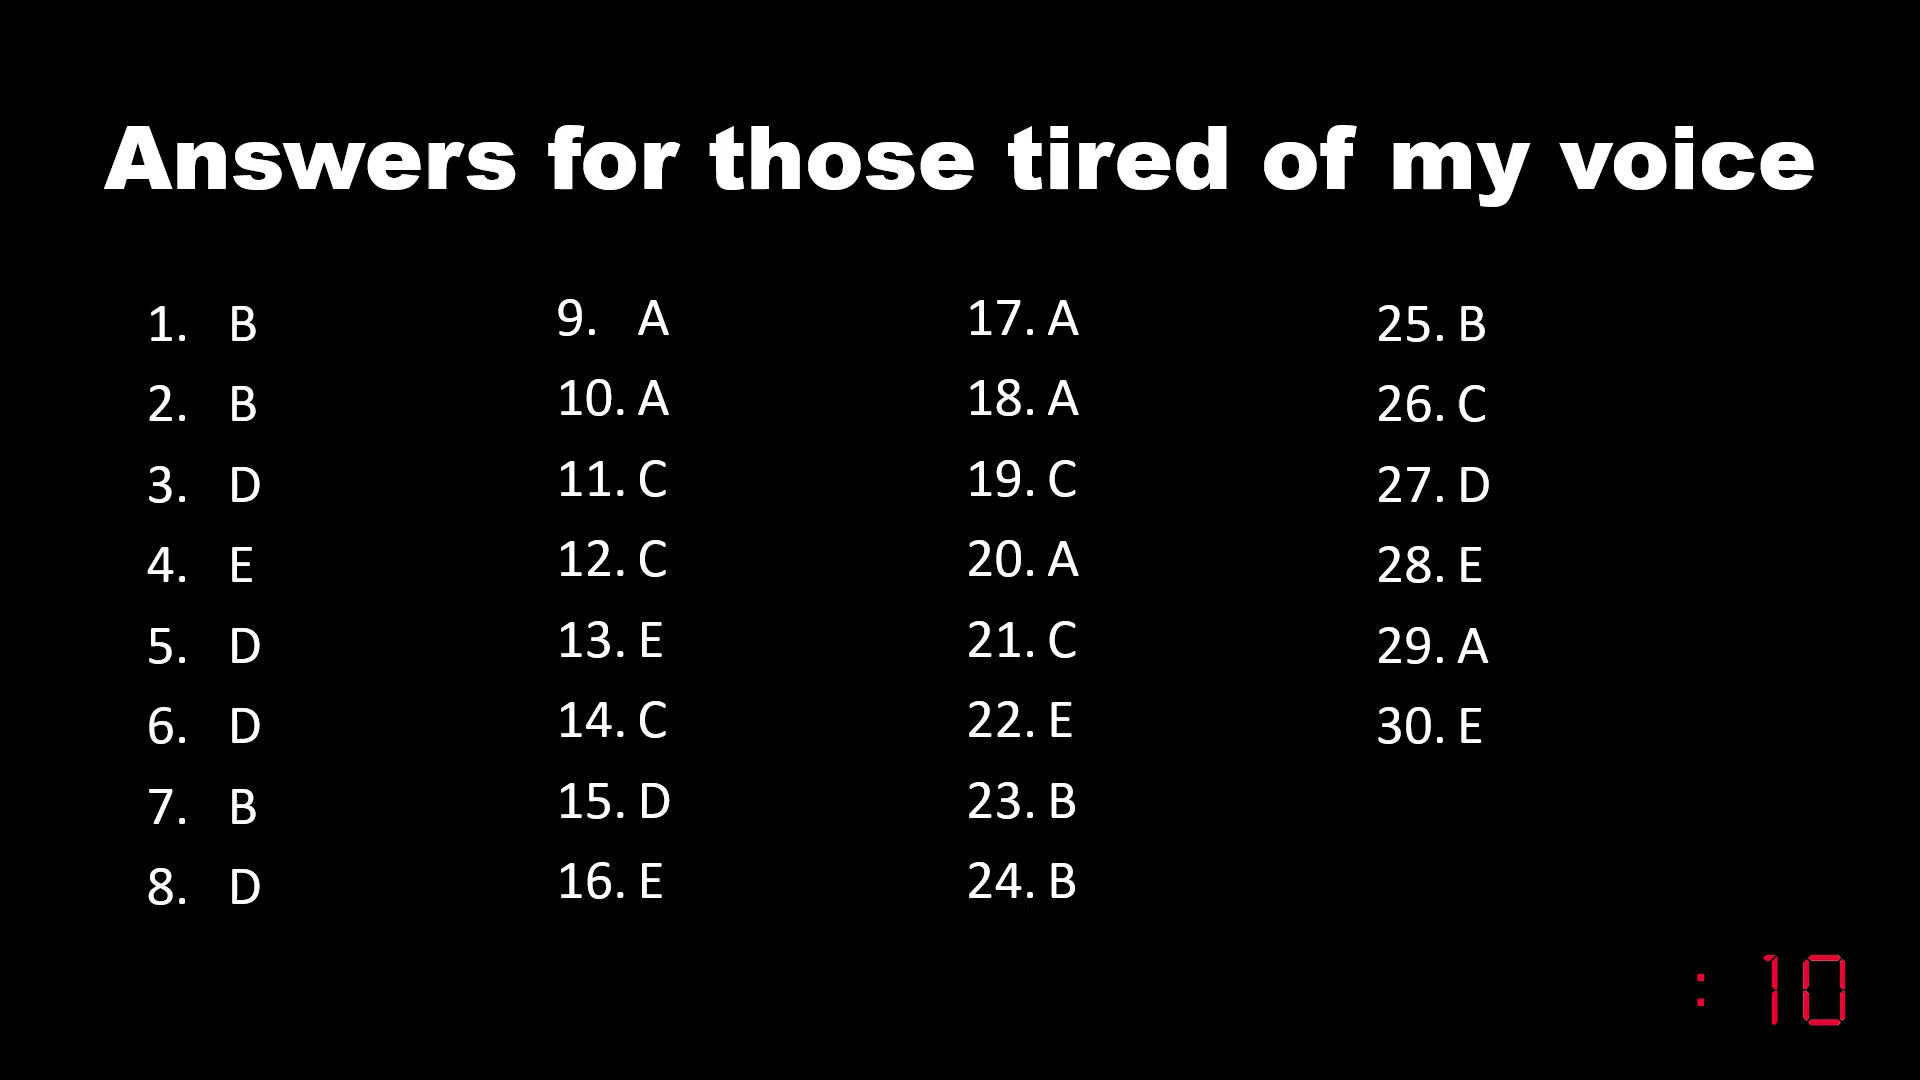 Answers for those tired of my voice
1. B
2. B
3. D
4. E
5. D
6. D
7. B
8. D
9. A
10. A
11. C
12. C
13. E
14. C
15. D
16. E
17. A
18. A
19. C
20. A
21. C
22. E
23. B
24. B
25. B
26. C
27. D
28. E
29. A
30. E
: 10